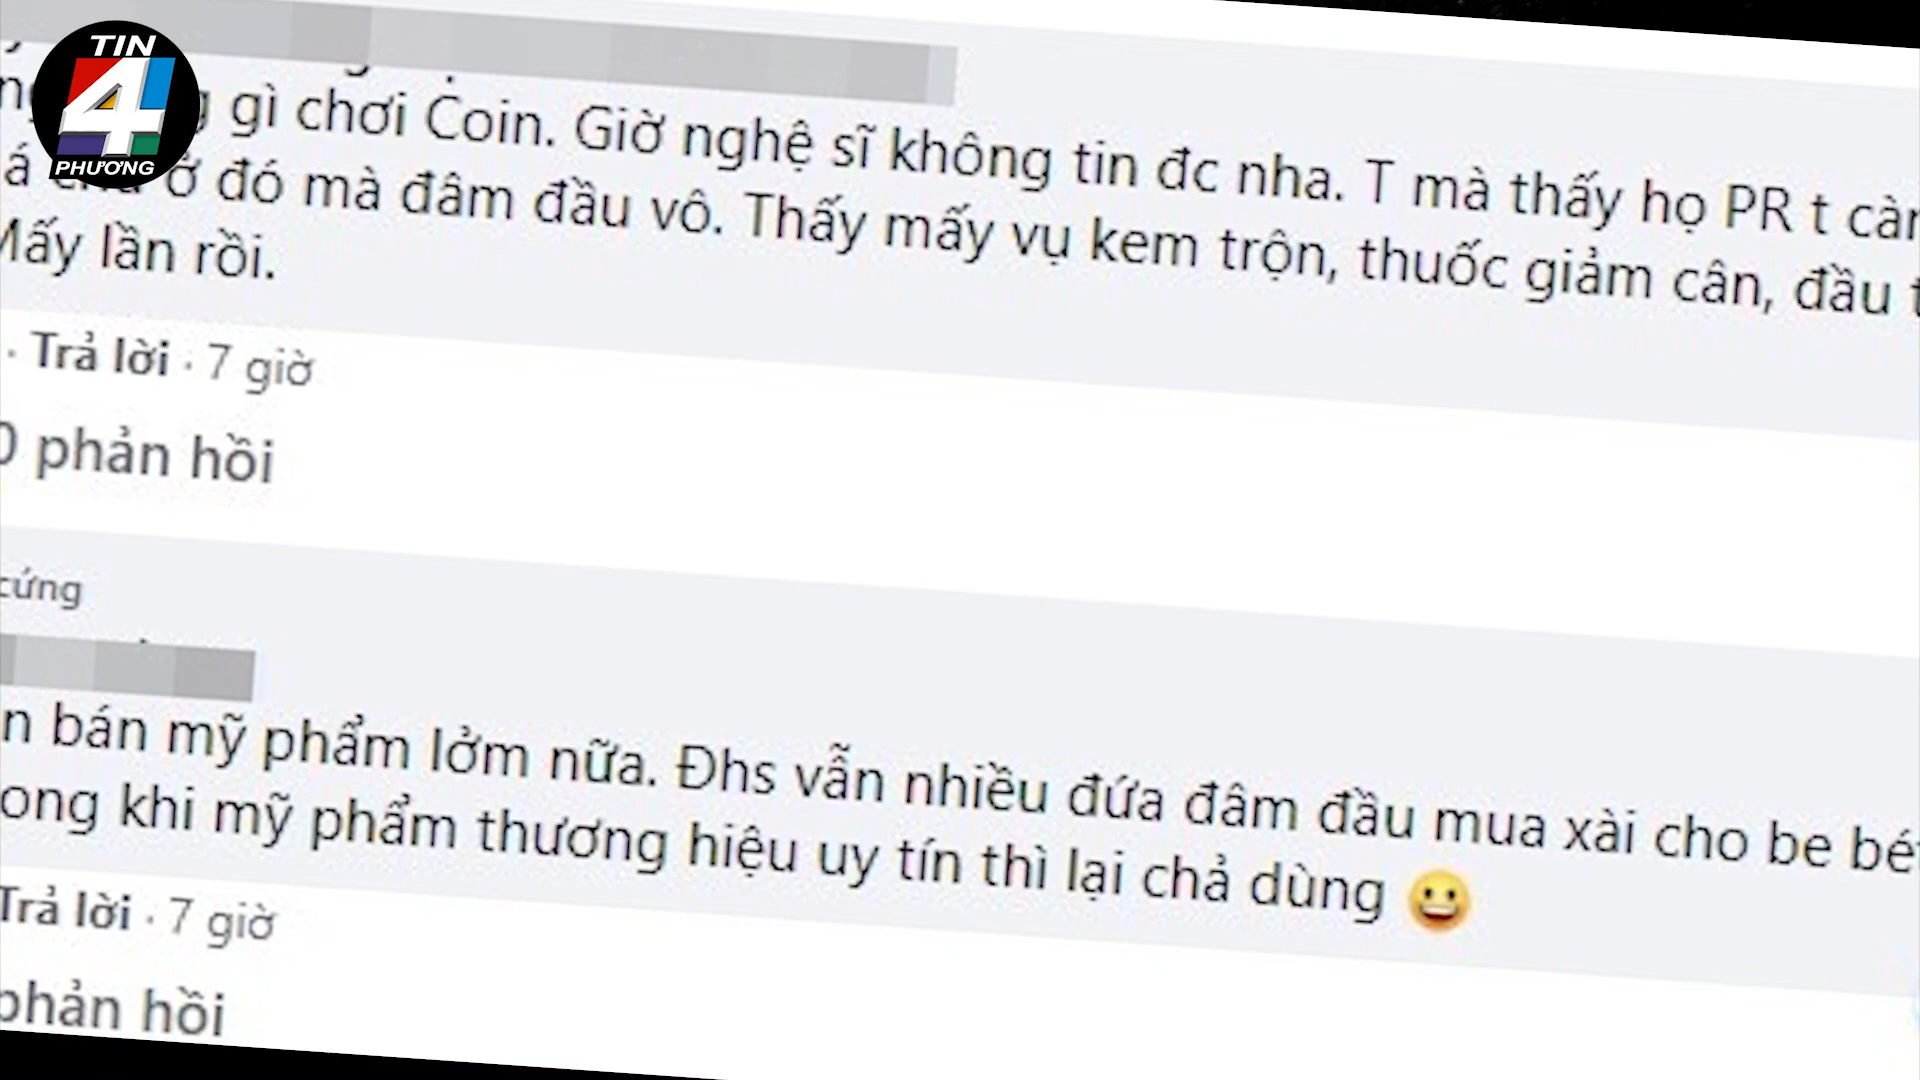 TIN
4
PHƯƠNG
gì chơi Coin. Giờ nghệ sĩ không tin đc nha. T mà thấy họ PR t càn
á ở đó mà đâm đầu vô. Thấy mấy vụ kem trộn, thuốc giảm cân, đầu t
Mấy lần rồi.
· Trả lời · 7 giờ
0 phản hồi
cứng
n bán mỹ phẩm lởm nữa. Đhs vẫn nhiều đứa đâm đầu mua xài cho be bét
ong khi mỹ phẩm thương hiệu uy tín thì lại chả dùng 😀
Trả lời · 7 giờ
phản hồi